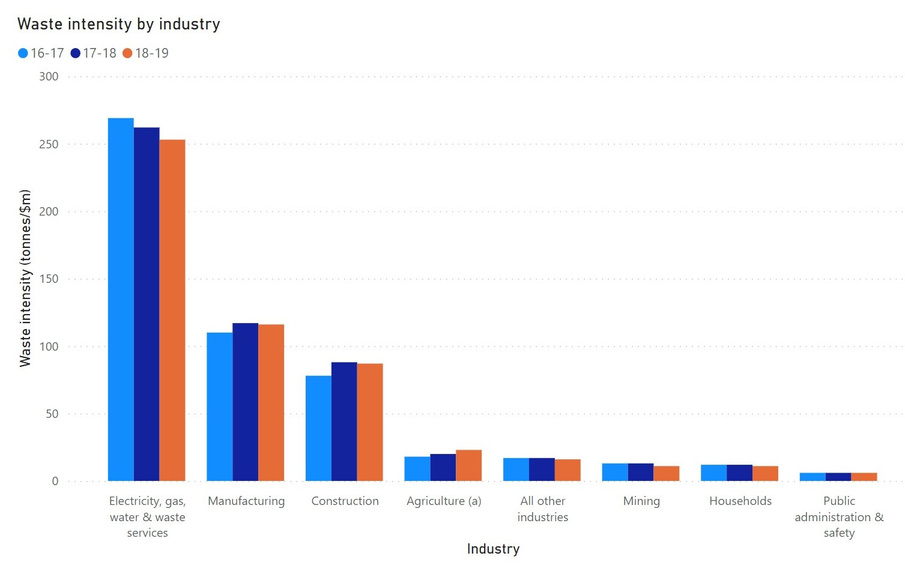 Waste intensity by industry
16-17 17-18 18-19
300
250
200
150
100
50
0
Waste intensity (tonnes/$m)
Electricity, gas,
water & waste
services
Manufacturing
Construction
Agriculture (a)
All other
industries
Mining
Households
Public
administration &
safety
Industry